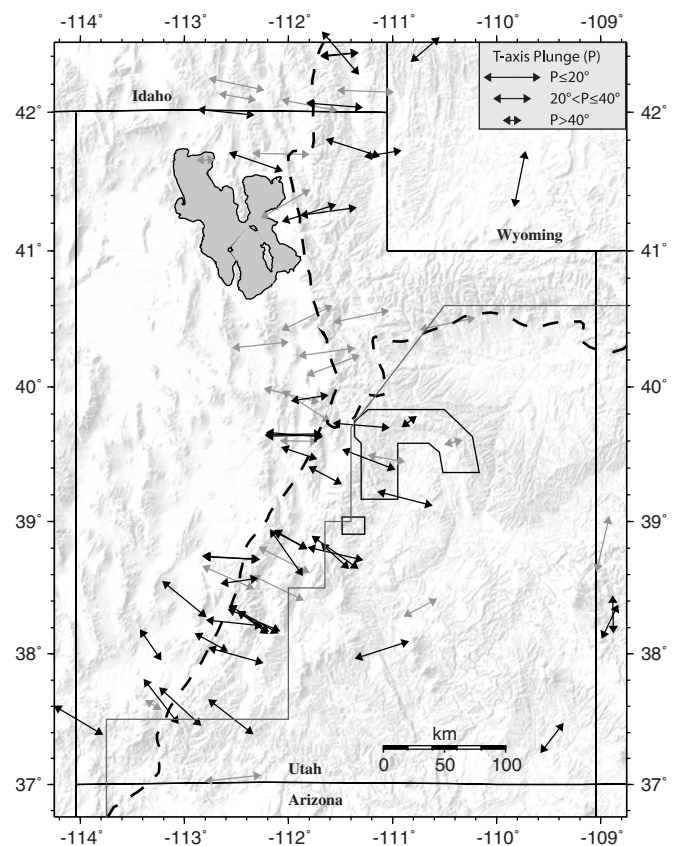 -114° -113° -112° -111° -110° -109°
T-axis Plunge (P)
P≤20°
20°<P≤40°
P>40°
Idaho
42° 42°
Wyoming
41° 41°
40° 40°
39° 39°
38° 38°
km
0 50 100
Utah
37° 37°
Arizona
-114° -113° -112° -111° -110° -109°